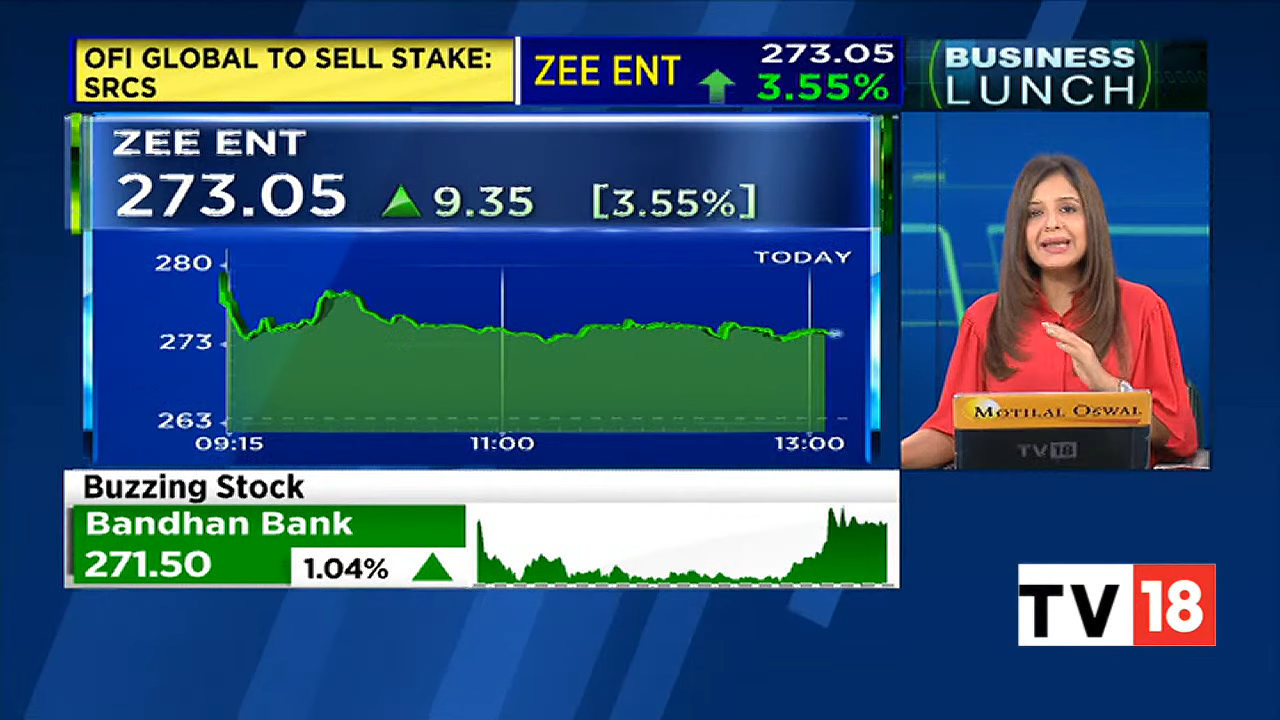 OFI GLOBAL TO SELL STAKE:
SRCS
ZEE ENT
273.05
3.55%
BUSINESS
LUNCH
ZEE ENT
273.05 9.35 [3.55%]
TODAY
280
273
263
09:15 11:00 13:00
MOTILAL OSWAL
TV18
Buzzing Stock
Bandhan Bank
271.50 1.04%
TV18